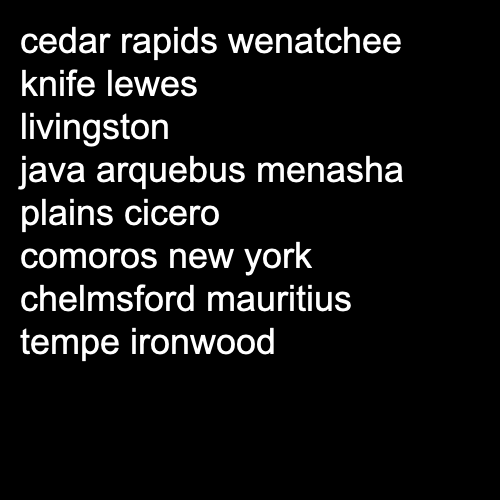 cedar rapids wenatchee
knife lewes
livingston
java arquebus menasha
plains cicero
comoros new york
chelmsford mauritius
tempe ironwood